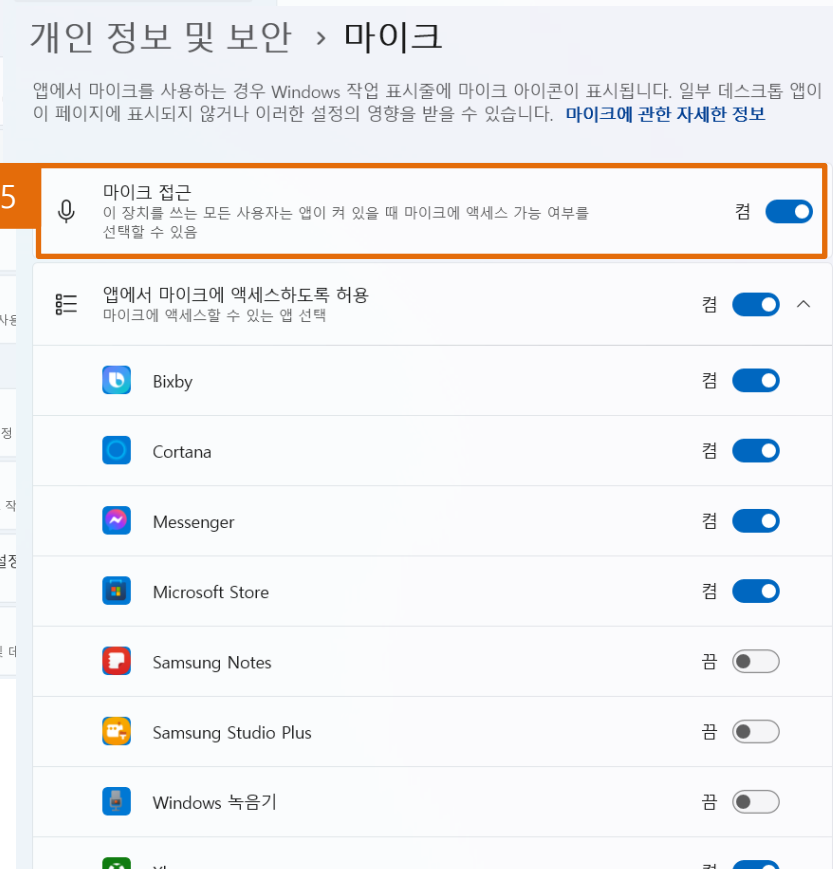 개인 정보 및 보안 › 마이크
앱에서 마이크를 사용하는 경우 Windows 작업 표시줄에 마이크 아이콘이 표시됩니다. 일부 데스크톱 앱이
이 페이지에 표시되지 않거나 이러한 설정의 영향을 받을 수 있습니다. 마이크에 관한 자세한 정보
5
마이크 접근
이 장치를 쓰는 모든 사용자는 앱이 켜 있을 때 마이크에 액세스 가능 여부를
선택할 수 있음
켬
앱에서 마이크에 액세스하도록 허용
마이크에 액세스할 수 있는 앱 선택
켬
Bixby 켬
Cortana 켬
Messenger 켬
Microsoft Store 켬
Samsung Notes 끔
Samsung Studio Plus 끔
Windows 녹음기 끔
정
작